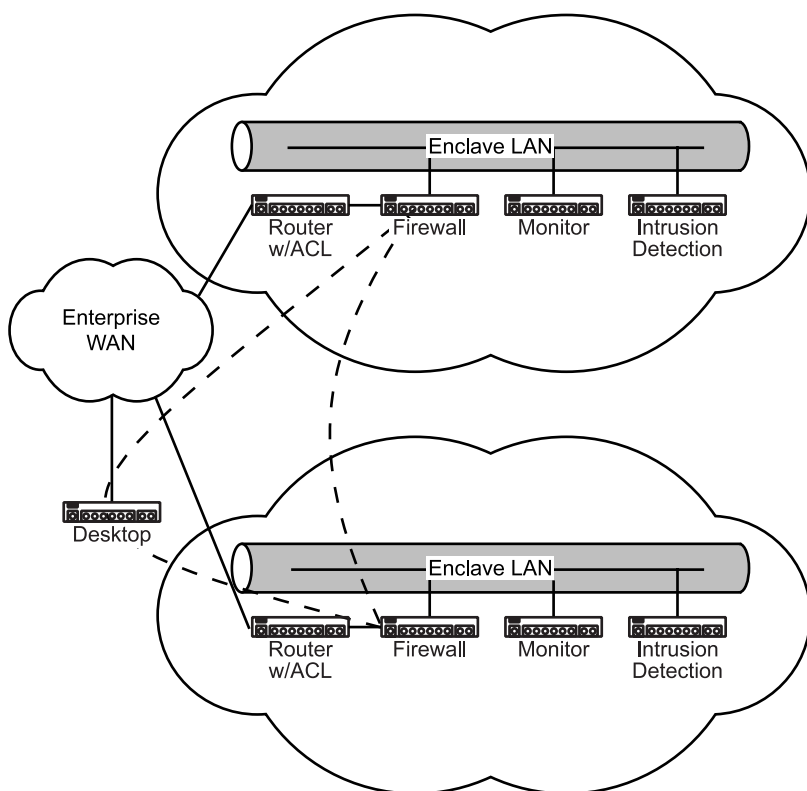 Enclave LAN
Router
w/ACL
Firewall
Monitor
Intrusion
Detection
Enterprise
WAN
Desktop
Enclave LAN
Router
w/ACL
Firewall
Monitor
Intrusion
Detection